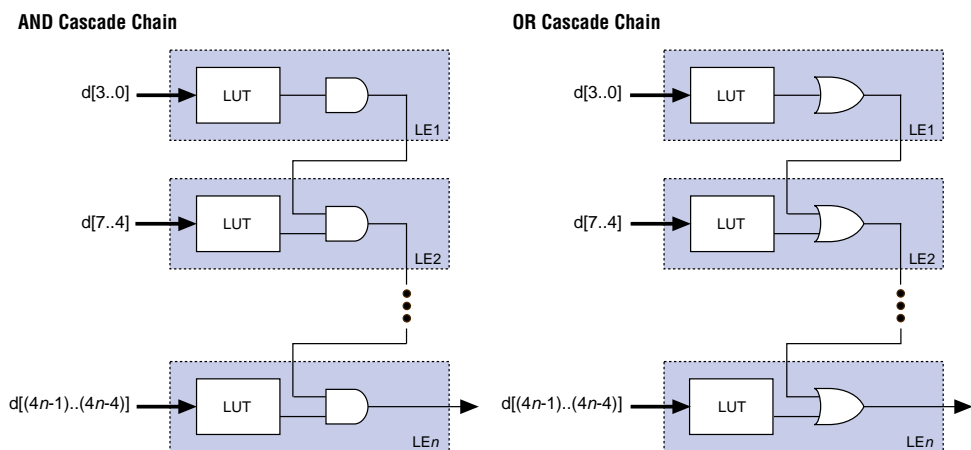 AND Cascade Chain
d[3..0]
LUT
LE1
d[7..4]
LUT
LE2
d[(4n-1)..(4n-4)]
LUT
LEn
OR Cascade Chain
d[3..0]
LUT
LE1
d[7..4]
LUT
LE2
d[(4n-1)..(4n-4)]
LUT
LEn